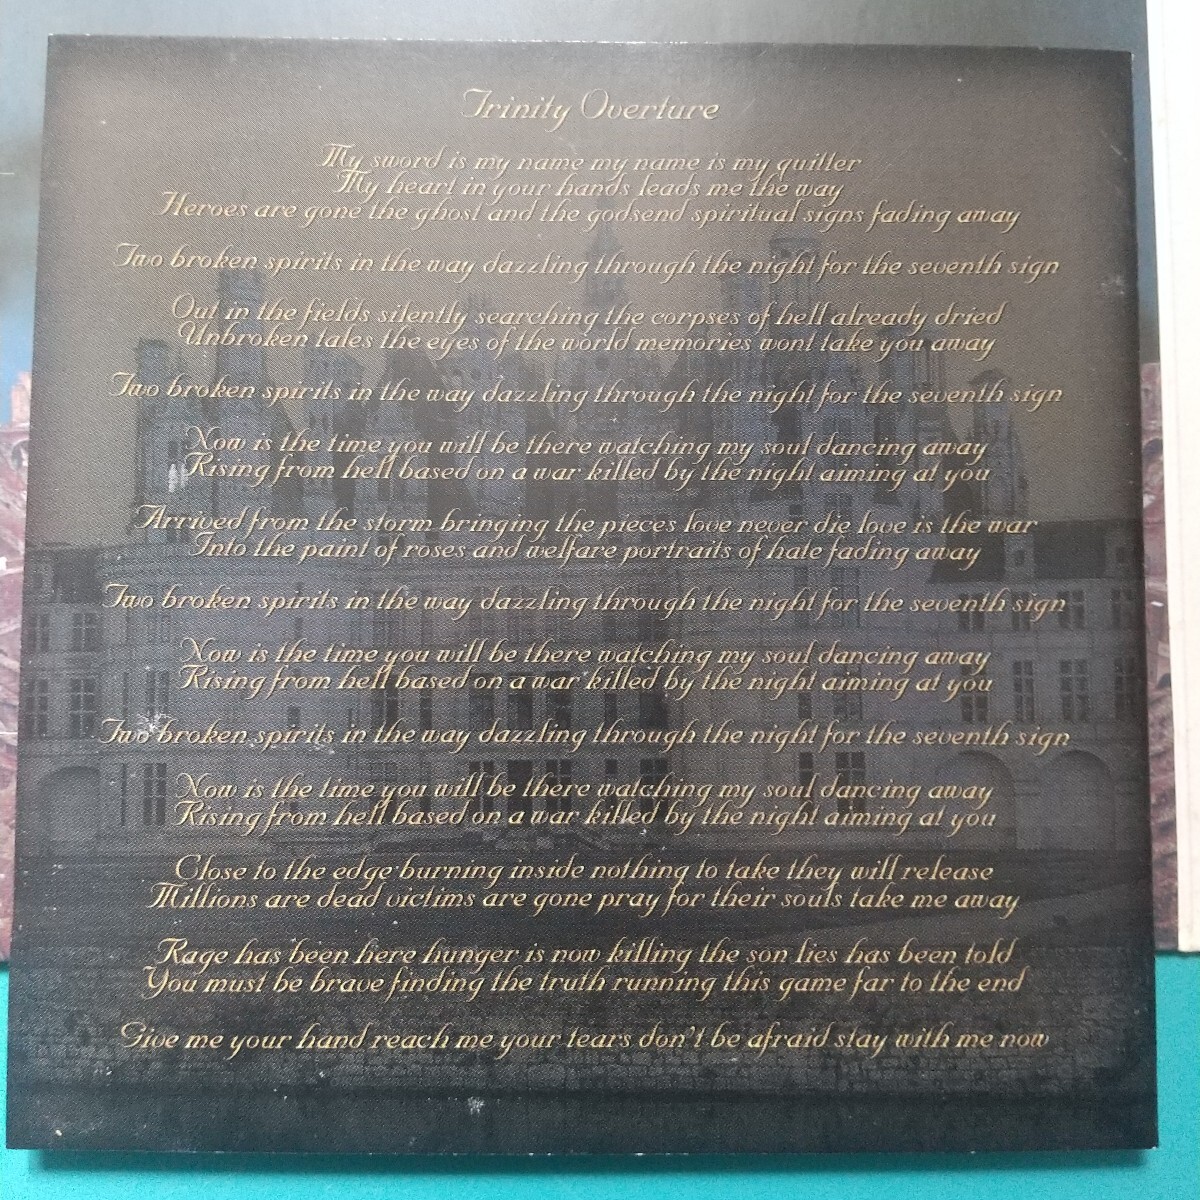 Trinity Overture
My sword is my name my name is my quitter
My heart in your hands leads me the way
Heroes are gone the ghost and the godsend spiritual signs fading away
Two broken spirits in the way dazzling through the night for the seventh sign
Out in the fields silently searching the corpses of hell already dried
Unbroken tales the eyes of the world memories wont take you away
Two broken spirits in the way dazzling through the night for the seventh sign
Now is the time you will be there watching my soul dancing away
Rising from hell based on a war killed by the night aiming at you
Arrived from the storm bringing the pieces love never die love is the war
Into the paint of roses and welfare portraits of hate fading away
Two broken spirits in the way dazzling through the night for the seventh sign
Now is the time you will be there watching my soul dancing away
Rising from hell based on a war killed by the night aiming at you
Two broken spirits in the way dazzling through the night for the seventh sign
Now is the time you will be there watching my soul dancing away
Rising from hell based on a war killed by the night aiming at you
Close to the edge burning inside nothing to take they will release
Millions are dead victims are gone pray for their souls take me away
Rage has been here hunger is now killing the son lies has been told
You must be brave finding the truth running this game far to the end
Give me your hand reach me your tears don't be afraid stay with me now